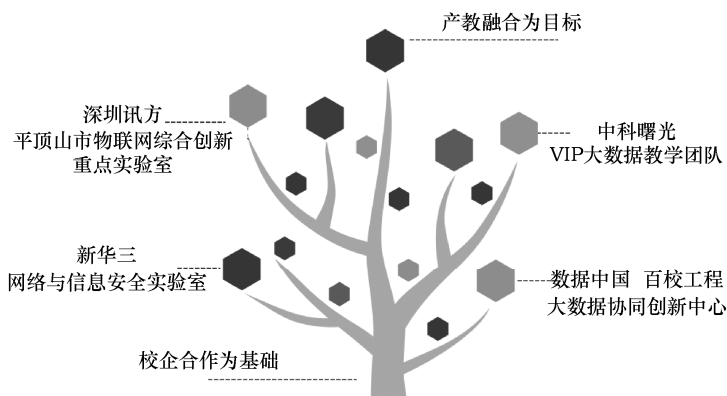 产教融合为目标
深圳讯方
平顶山市物联网综合创新
重点实验室
中科曙光
VIP大数据教学团队
新华三
网络与信息安全实验室
数据中国 百校工程
大数据协同创新中心
校企合作为基础